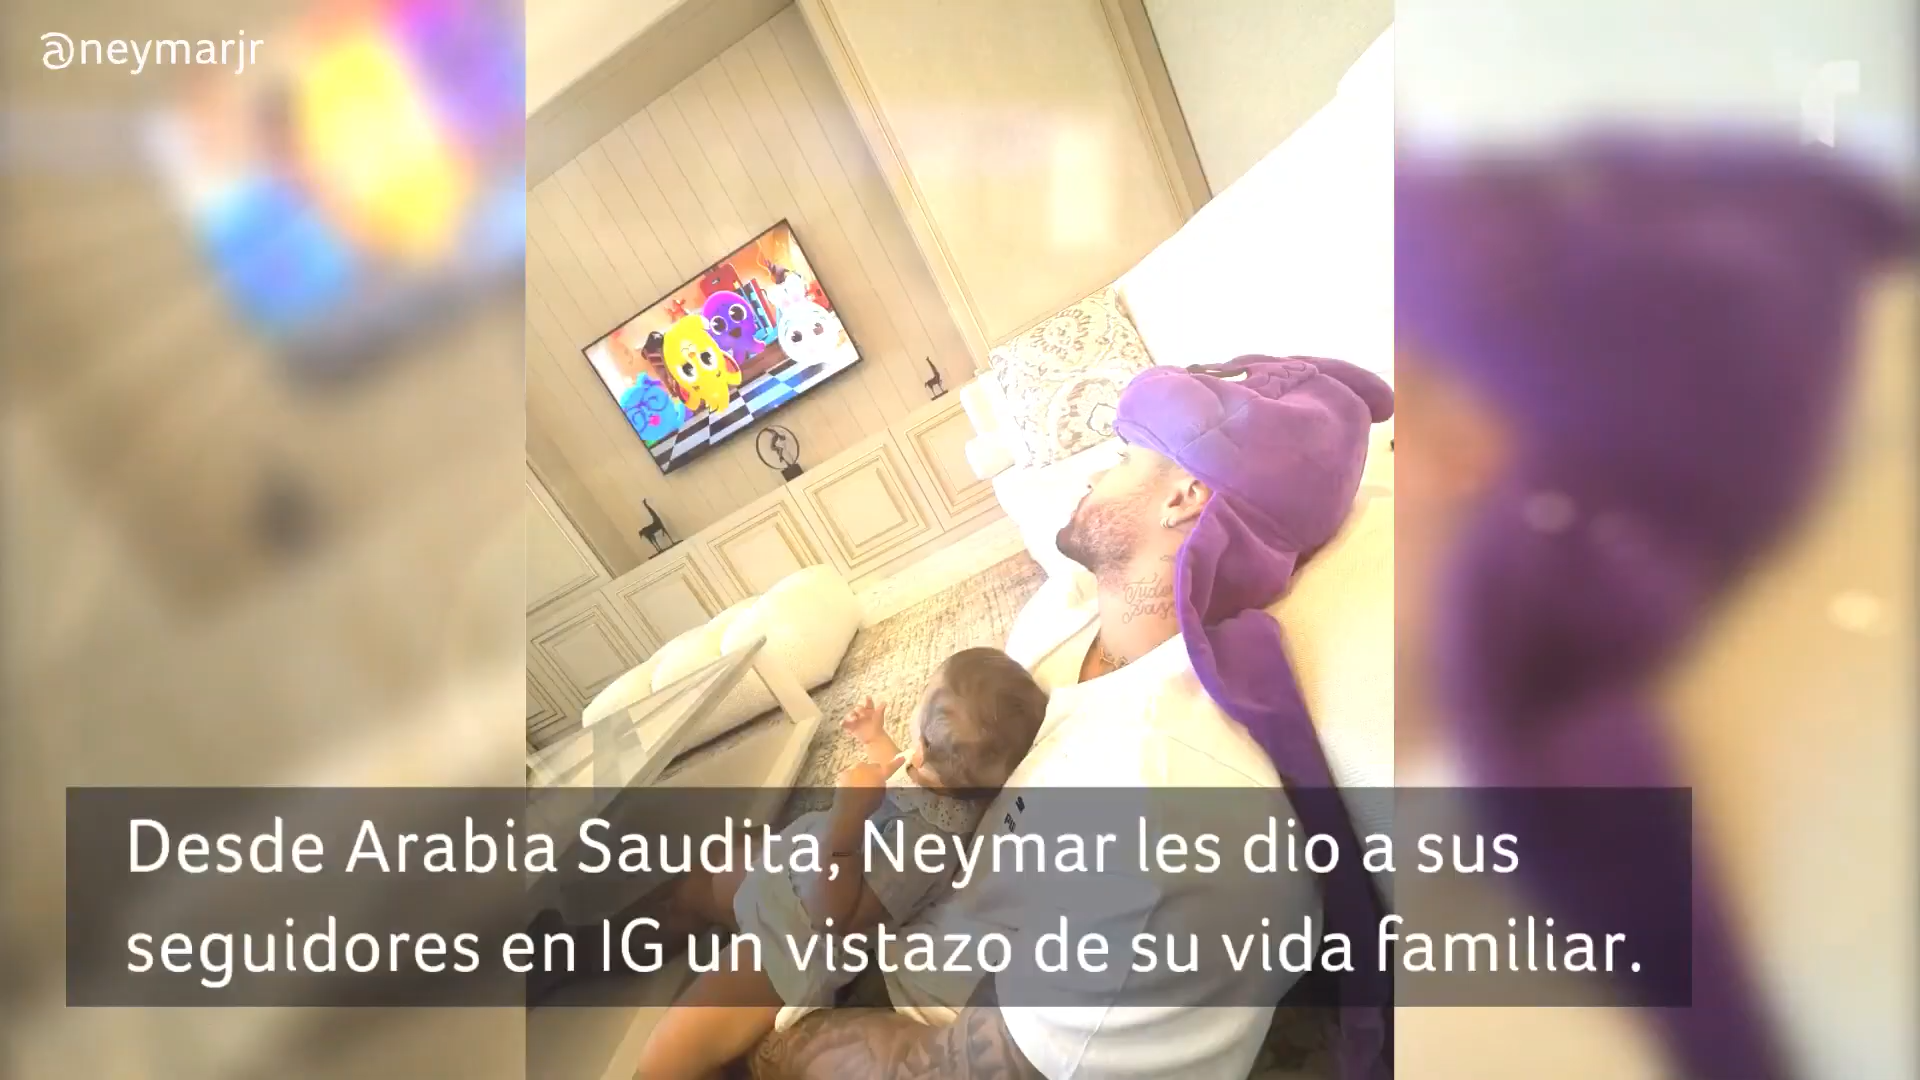 @neymarjr
Desde Arabia Saudita, Neymar les dio a sus
seguidores en IG un vistazo de su vida familiar.